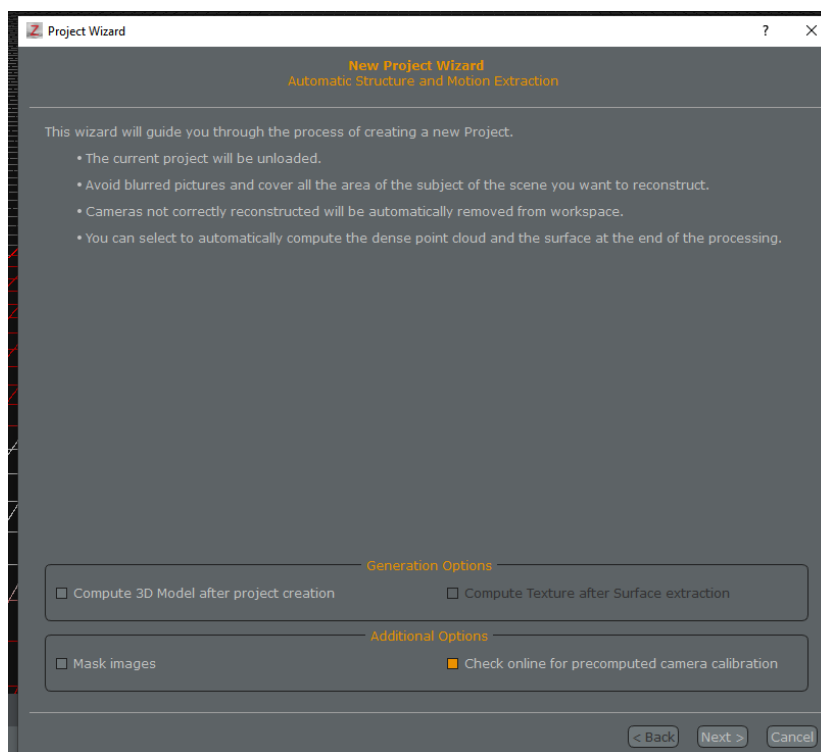 Z Project Wizard ? ×
New Project Wizard
Automatic Structure and Motion Extraction
This wizard will guide you through the process of creating a new Project.
• The current project will be unloaded.
• Avoid blurred pictures and cover all the area of the subject of the scene you want to reconstruct.
• Cameras not correctly reconstructed will be automatically removed from workspace.
• You can select to automatically compute the dense point cloud and the surface at the end of the processing.
Generation Options
Compute 3D Model after project creation
Compute Texture after Surface extraction
Additional Options
Mask images
Check online for precomputed camera calibration
< Back
Next >
Cancel